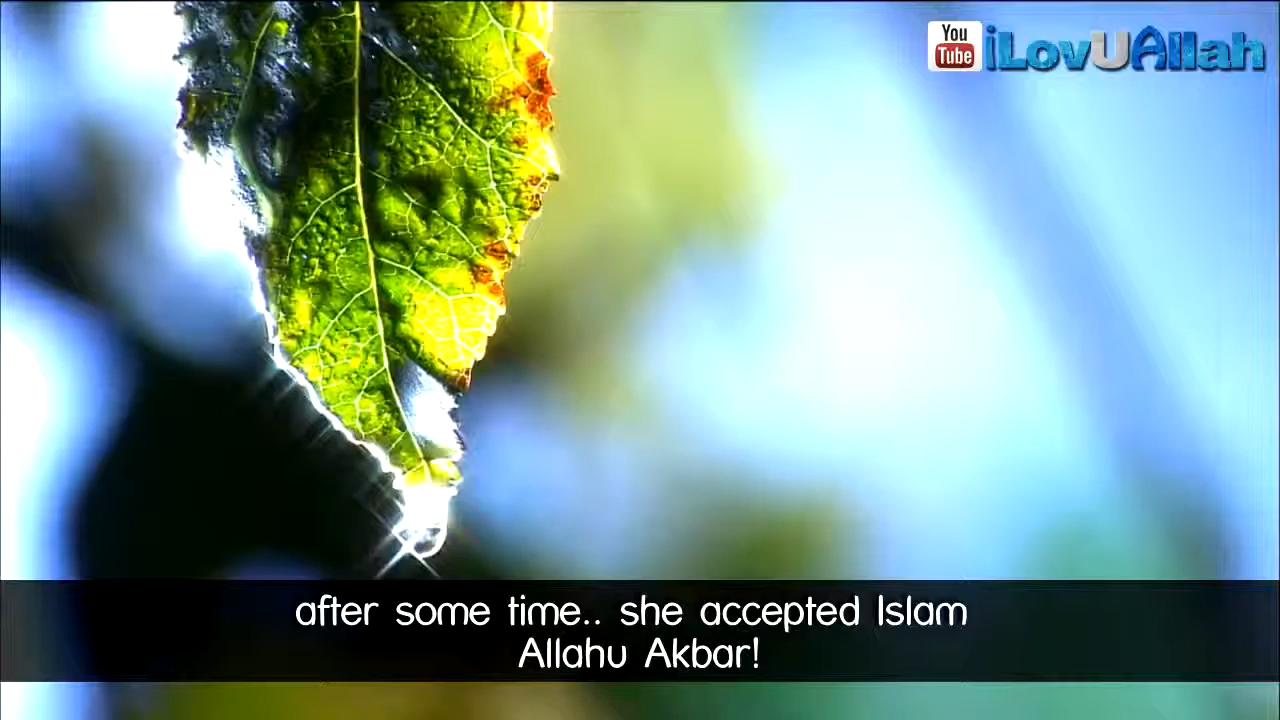 You
Tube
iLovUAllah
after some time.. she accepted Islam
Allahu Akbar!